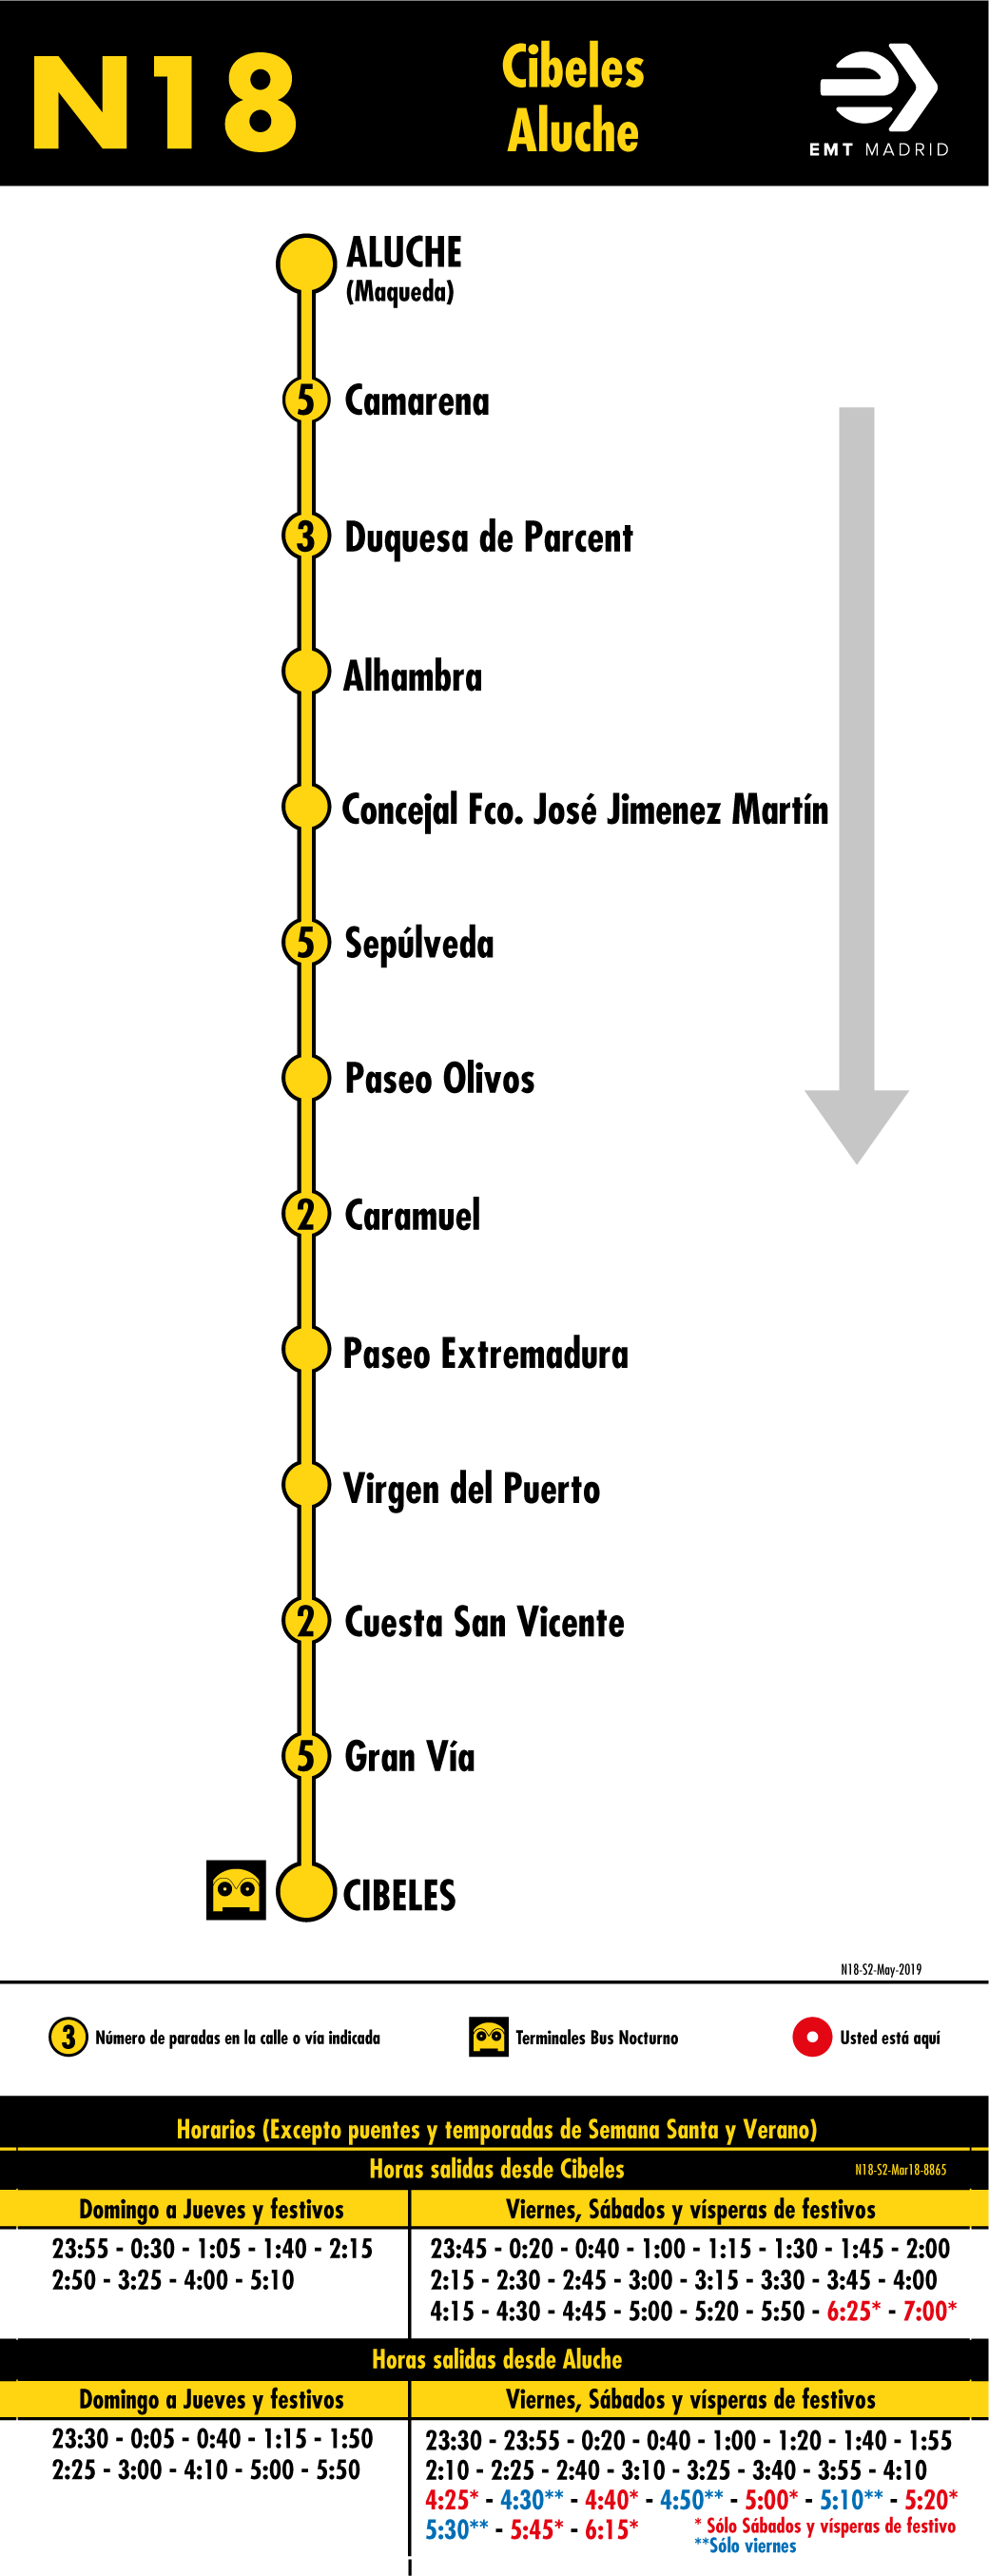 N18
Cibeles
Aluche
EMT MADRID
ALUCHE
(Maqueda)
5 Camarena
3 Duquesa de Parcent
Alhambra
Concejal Fco. José Jimenez Martín
5 Sepúlveda
Paseo Olivos
2 Caramuel
Paseo Extremadura
Virgen del Puerto
2 Cuesta San Vicente
5 Gran Vía
CIBELES
N18-S2-May-2019
3 Número de paradas en la calle o vía indicada
Terminales Bus Nocturno
Usted está aquí
Horarios (Excepto puentes y temporadas de Semana Santa y Verano)
Horas salidas desde Cibeles
N18-S2-Mar18-8865
Domingo a Jueves y festivos
23:55 - 0:30 - 1:05 - 1:40 - 2:15
2:50 - 3:25 - 4:00 - 5:10
Viernes, Sábados y vísperas de festivos
23:45 - 0:20 - 0:40 - 1:00 - 1:15 - 1:30 - 1:45 - 2:00
2:15 - 2:30 - 2:45 - 3:00 - 3:15 - 3:30 - 3:45 - 4:00
4:15 - 4:30 - 4:45 - 5:00 - 5:20 - 5:50 - 6:25* - 7:00*
Horas salidas desde Aluche
Domingo a Jueves y festivos
23:30 - 0:05 - 0:40 - 1:15 - 1:50
2:25 - 3:00 - 4:10 - 5:00 - 5:50
Viernes, Sábados y vísperas de festivos
23:30 - 23:55 - 0:20 - 0:40 - 1:00 - 1:20 - 1:40 - 1:55
2:10 - 2:25 - 2:40 - 3:10 - 3:25 - 3:40 - 3:55 - 4:10
4:25* - 4:30** - 4:40* - 4:50** - 5:00* - 5:10** - 5:20*
5:30** - 5:45* - 6:15*
* Sólo Sábados y vísperas de festivo
**Sólo viernes